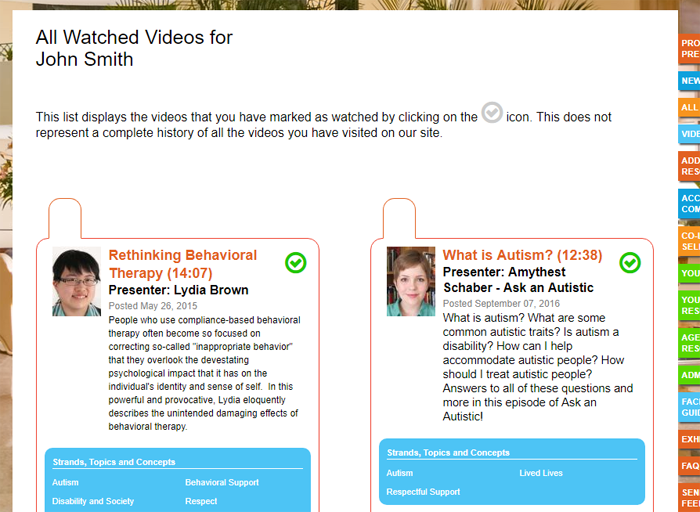 All Watched Videos for
John Smith
This list displays the videos that you have marked as watched by clicking on the icon. This does not
represent a complete history of all the videos you have visited on our site.
Rethinking Behavioral
Therapy (14:07)
Presenter: Lydia Brown
Posted May 26, 2015
People who use compliance-based behavioral
therapy often become so focused on
correcting so-called "inappropriate behavior"
that they overlook the devestating
psychological impact that it has on the
individual's identity and sense of self. In this
powerful and provocative, Lydia eloquently
describes the unintended damaging effects of
behavioral therapy.
Strands, Topics and Concepts
Autism Behavioral Support
Disability and Society Respect
What is Autism? (12:38)
Presenter: Amythest
Schaber - Ask an Autistic
Posted September 07, 2016
What is autism? What are some
common autistic traits? Is autism a
disability? How can I help
accommodate autistic people? How
should I treat autistic people?
Answers to all of these questions and
more in this episode of Ask an
Autistic!
Strands, Topics and Concepts
Autism Lived Lives
Respectful Support
PRO
PRE
NEW
ALL
VIDE
ADD
RESO
ACC
COM
CO-
SEL
YOU
YOU
RES
AGE
RES
ADM
FAC
GUID
EXH
FAQ
SEN
FEE